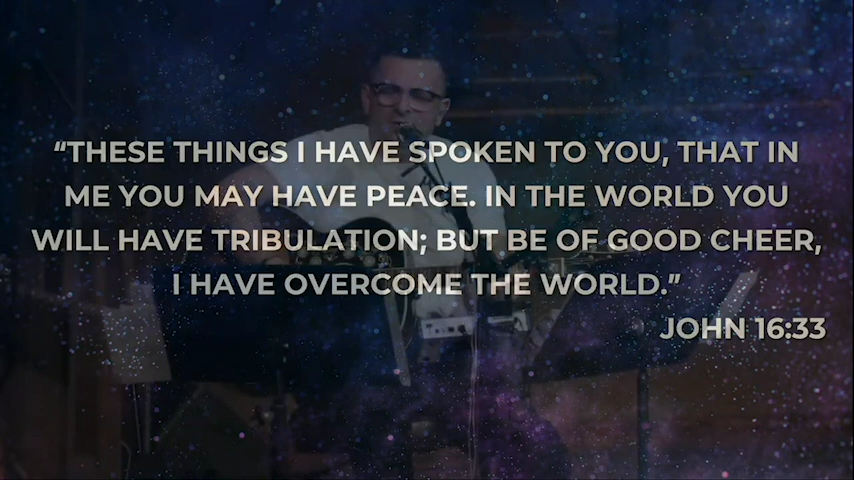 “THESE THINGS I HAVE SPOKEN TO YOU, THAT IN
ME YOU MAY HAVE PEACE. IN THE WORLD YOU
WILL HAVE TRIBULATION; BUT BE OF GOOD CHEER,
I HAVE OVERCOME THE WORLD.”
JOHN 16:33